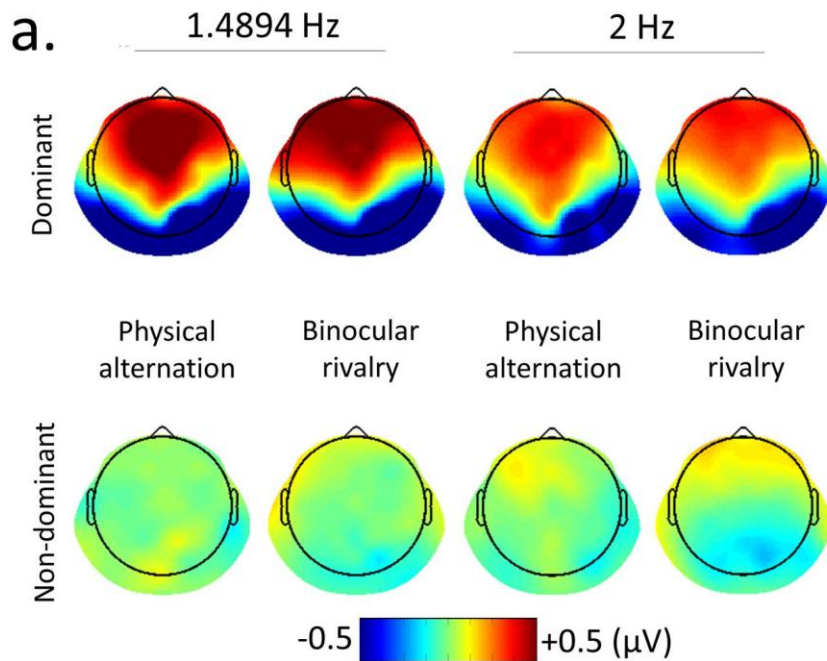 a.
1.4894 Hz
2 Hz
Dominant
Physical
alternation
Binocular
rivalry
Physical
alternation
Binocular
rivalry
Non-dominant
-0.5
+0.5 (μV)